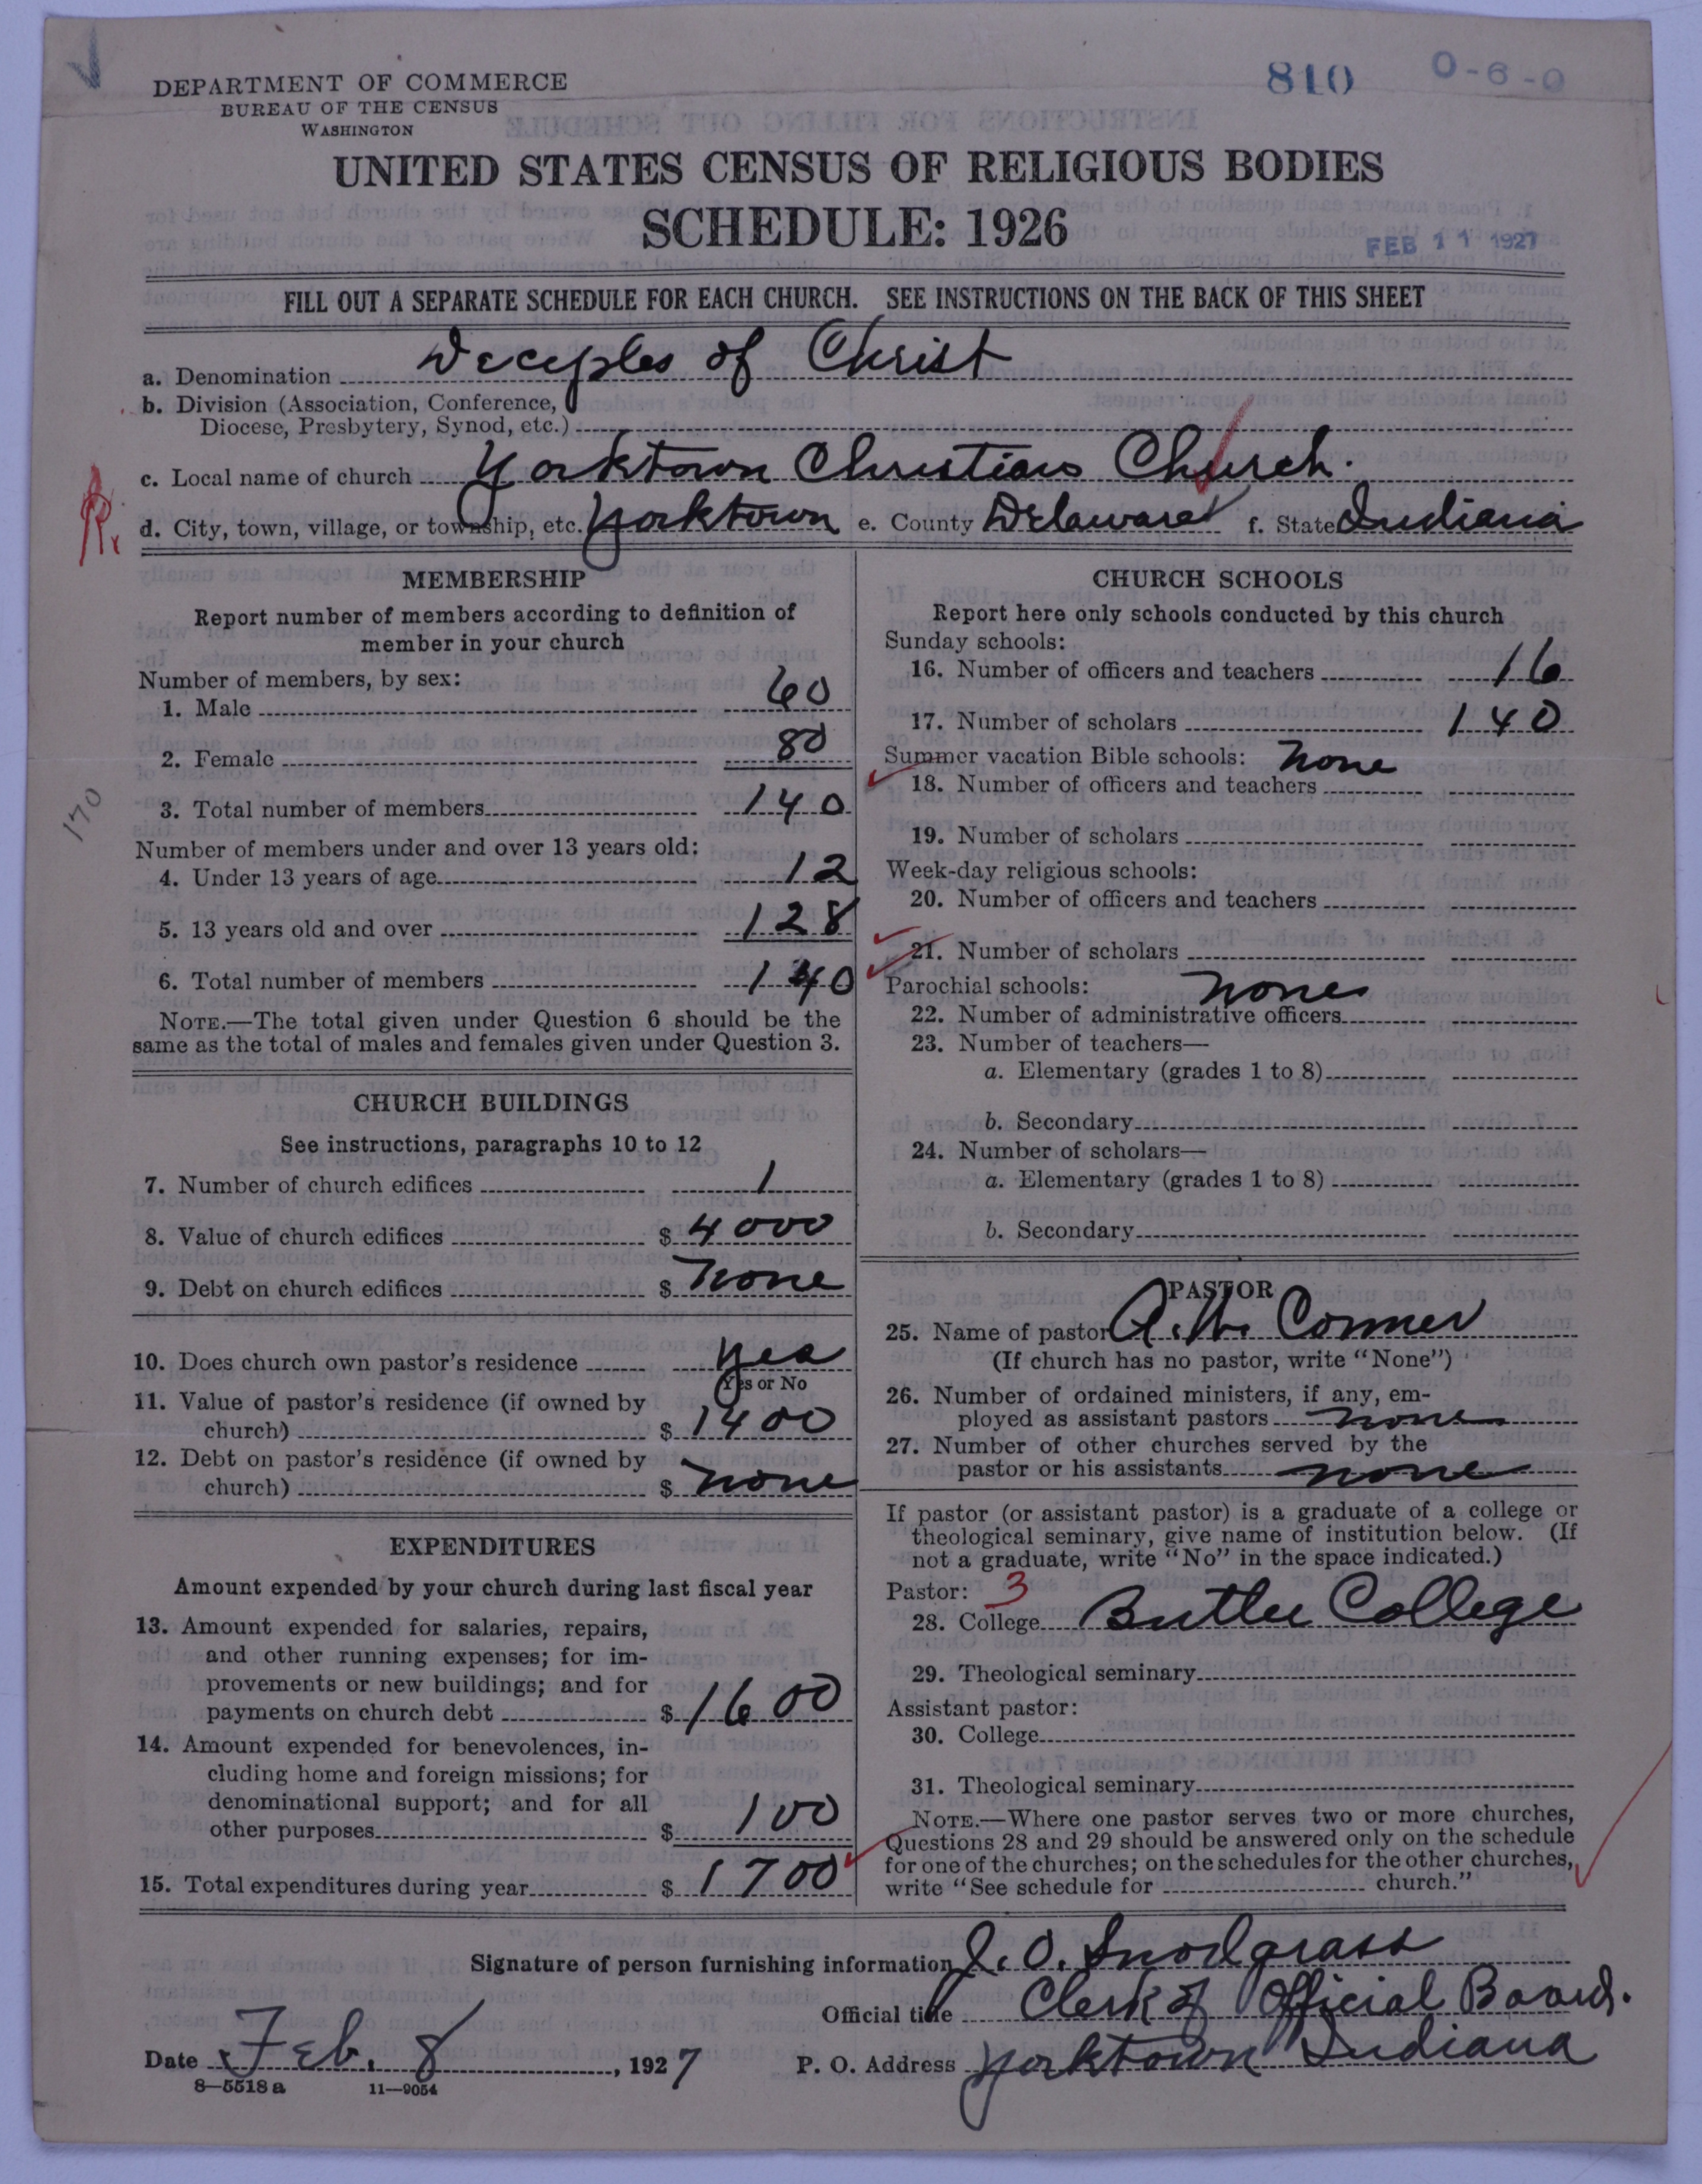 810 0-6-0
DEPARTMENT OF COMMERCE
BUREAU OF THE CENSUS
WASHINGTON
UNITED STATES CENSUS OF RELIGIOUS BODIES
SCHEDULE: 1926
FEB 11 1927
FILL OUT A SEPARATE SCHEDULE FOR EACH CHURCH. SEE INSTRUCTIONS ON THE BACK OF THIS SHEET
a. Denomination Deciples of Christ
b. Division (Association, Conference,
Diocese, Presbytery, Synod, etc.)
c. Local name of church Yorktown Christian Church.
d. City, town, village, or township, etc. Yorktown e. County Delaware f. State Indiana
MEMBERSHIP
Report number of members according to definition of
member in your church
Number of members, by sex:
1. Male 60
2. Female 80
3. Total number of members 140
170
Number of members under and over 13 years old:
4. Under 13 years of age 12
5. 13 years old and over 128
6. Total number of members 140
NOTE.—The total given under Question 6 should be the
same as the total of males and females given under Question 3.
CHURCH BUILDINGS
See instructions, paragraphs 10 to 12
7. Number of church edifices 1
8. Value of church edifices $ 4000
9. Debt on church edifices $ None
10. Does church own pastor's residence Yes
Yes or No
11. Value of pastor's residence (if owned by
church) $ 1400
12. Debt on pastor's residence (if owned by
church) $ None
EXPENDITURES
Amount expended by your church during last fiscal year
13. Amount expended for salaries, repairs,
and other running expenses; for im-
provements or new buildings; and for
payments on church debt $ 1600
14. Amount expended for benevolences, in-
cluding home and foreign missions; for
denominational support; and for all
other purposes $ 100
15. Total expenditures during year $ 1700
CHURCH SCHOOLS
Report here only schools conducted by this church
Sunday schools:
16. Number of officers and teachers 16
17. Number of scholars 140
Summer vacation Bible schools: None
18. Number of officers and teachers
19. Number of scholars
Week-day religious schools:
20. Number of officers and teachers
21. Number of scholars
Parochial schools: None
22. Number of administrative officers
23. Number of teachers—
a. Elementary (grades 1 to 8)
b. Secondary
24. Number of scholars—
a. Elementary (grades 1 to 8)
b. Secondary
PASTOR
25. Name of pastor Conner
(If church has no pastor, write "None")
26. Number of ordained ministers, if any, em-
ployed as assistant pastors None
27. Number of other churches served by the
pastor or his assistants None
If pastor (or assistant pastor) is a graduate of a college or
theological seminary, give name of institution below. (If
not a graduate, write "No" in the space indicated.)
Pastor: 3
28. College Butler College
29. Theological seminary
Assistant pastor:
30. College
31. Theological seminary
NOTE.—Where one pastor serves two or more churches,
Questions 28 and 29 should be answered only on the schedule
for one of the churches; on the schedules for the other churches,
write "See schedule for church."
Signature of person furnishing information J. O. Snodgrass
Official title Clerk of Official Board.
Date Feb. 8, 1927 P. O. Address Yorktown Indiana
8—5518 a 11—9054